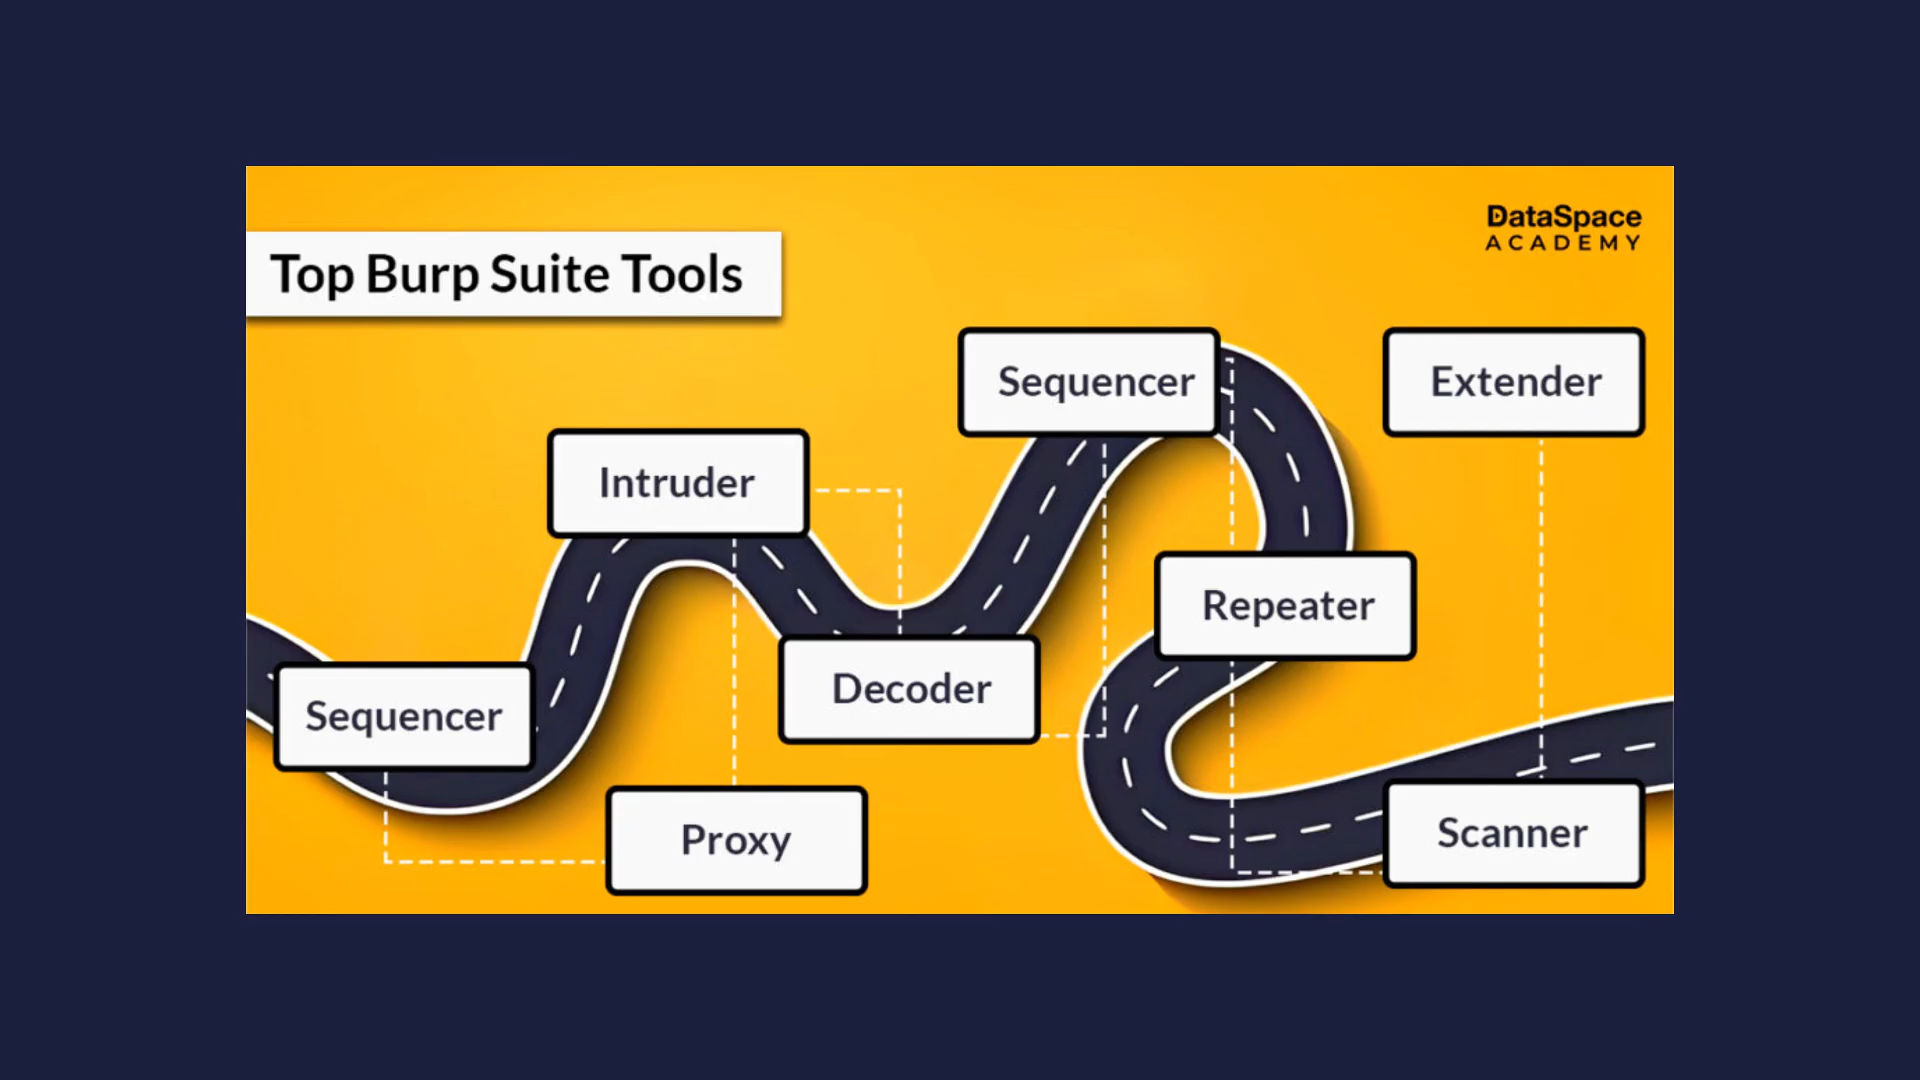 Top Burp Suite Tools
DataSpace
ACADEMY
Sequencer
Extender
Intruder
Repeater
Decoder
Sequencer
Proxy
Scanner